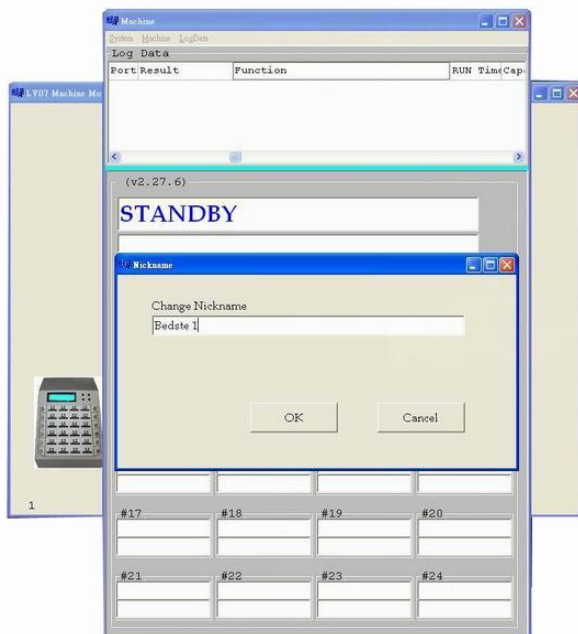 Machine
System Machine LogData
Log Data
Port Result Function RUN Time Cap
LV07 Machine Mo
(v2.27.6)
STANDBY
Nickname
Change Nickname
Bedste 1
OK Cancel
1
#17 #18 #19 #20
#21 #22 #23 #24